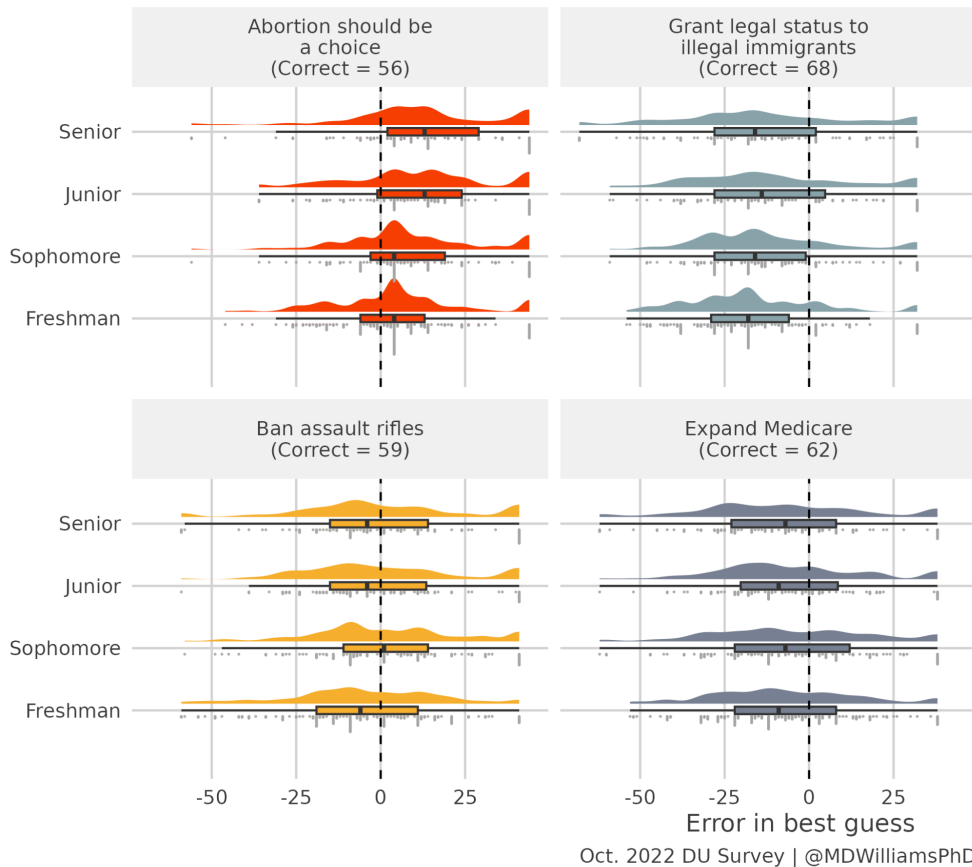 Abortion should be
a choice
(Correct = 56)
Grant legal status to
illegal immigrants
(Correct = 68)
Senior
Junior
Sophomore
Freshman
Ban assault rifles
(Correct = 59)
Expand Medicare
(Correct = 62)
Senior
Junior
Sophomore
Freshman
-50 -25 0 25
-50 -25 0 25
Error in best guess
Oct. 2022 DU Survey | @MDWilliamsPhD